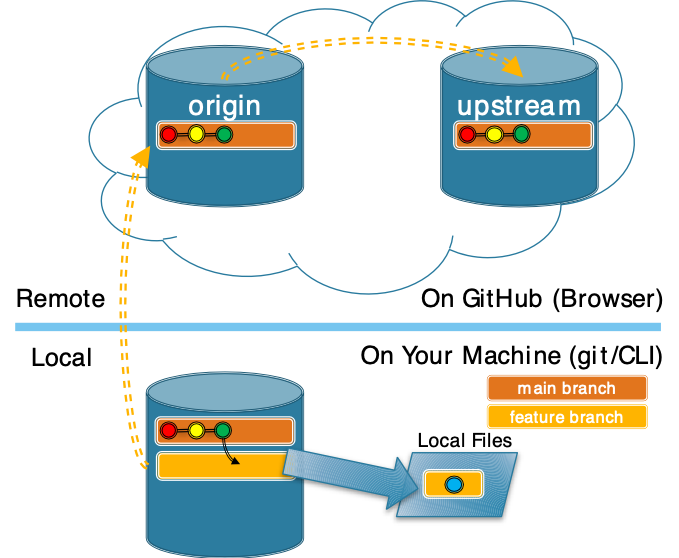 origin
upstream
Remote
On GitHub (Browser)
Local
On Your Machine (git/CLI)
main branch
feature branch
Local Files